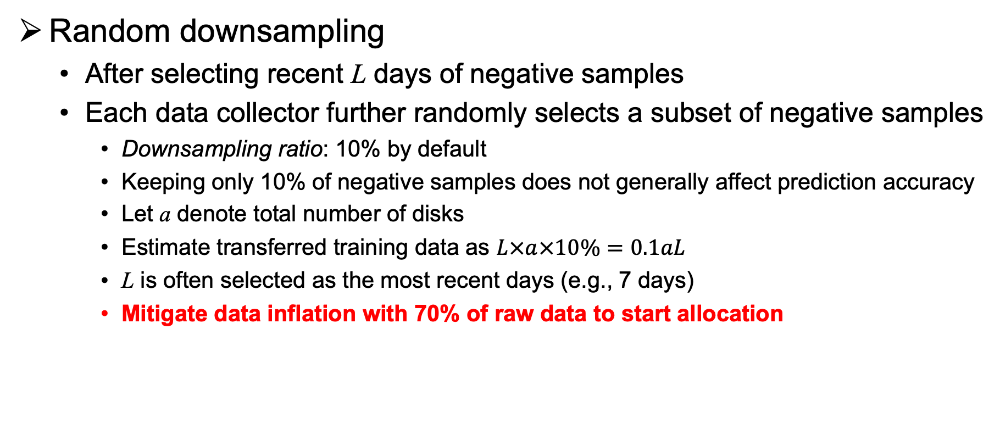 ➢ Random downsampling
• After selecting recent L days of negative samples
• Each data collector further randomly selects a subset of negative samples
• Downsampling ratio: 10% by default
• Keeping only 10% of negative samples does not generally affect prediction accuracy
• Let a denote total number of disks
• Estimate transferred training data as L×a×10% = 0.1aL
• L is often selected as the most recent days (e.g., 7 days)
• Mitigate data inflation with 70% of raw data to start allocation